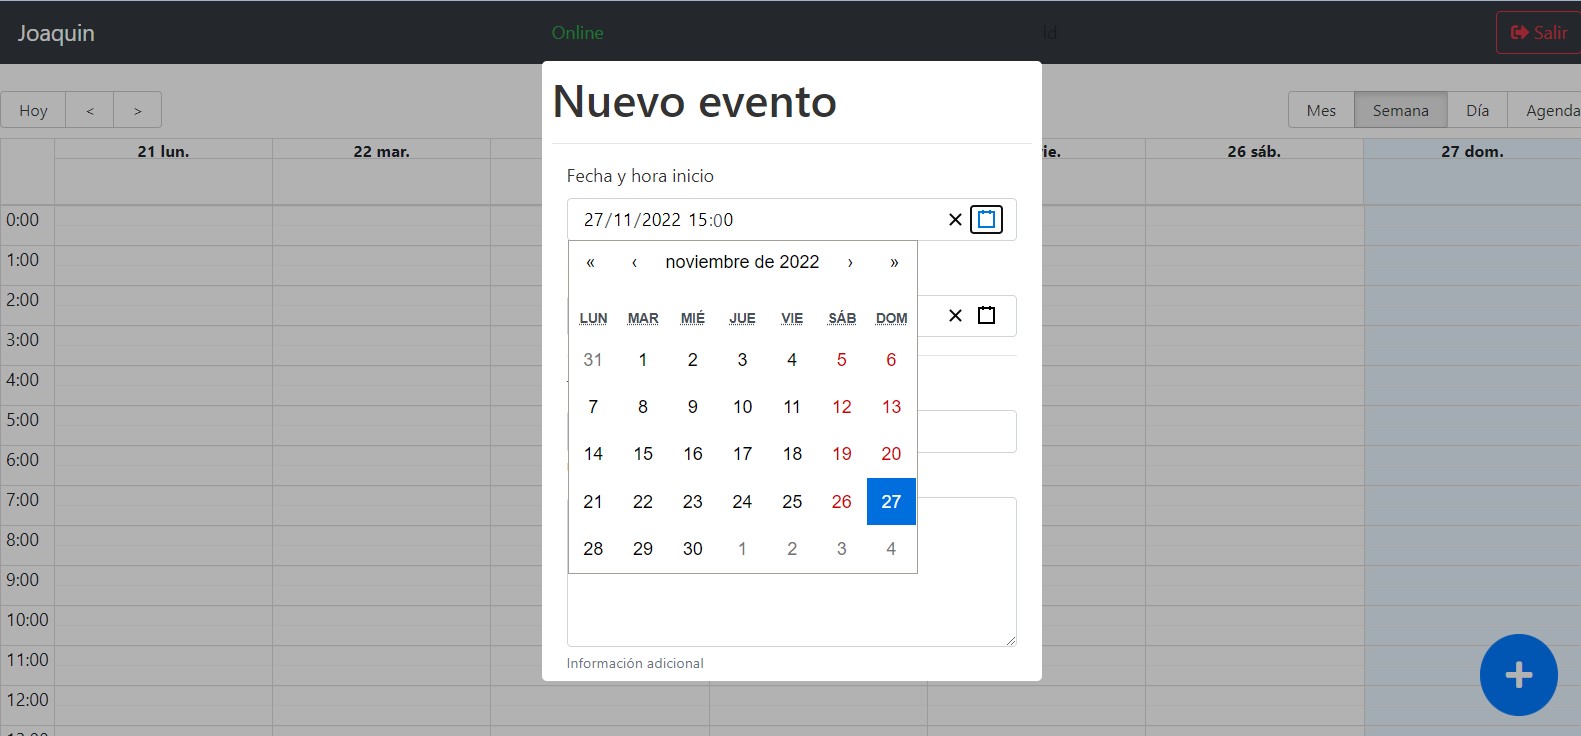 Joaquin
Online
Id
Salir
Hoy < >
Mes Semana Día Agenda
21 lun. 22 mar. vie. 26 sáb. 27 dom.
Nuevo evento
Fecha y hora inicio
27/11/2022 15:00
« ‹ noviembre de 2022 › »
LUN MAR MIÉ JUE VIE SÁB DOM
31 1 2 3 4 5 6
7 8 9 10 11 12 13
14 15 16 17 18 19 20
21 22 23 24 25 26 27
28 29 30 1 2 3 4
Información adicional
0:00
1:00
2:00
3:00
4:00
5:00
6:00
7:00
8:00
9:00
10:00
11:00
12:00